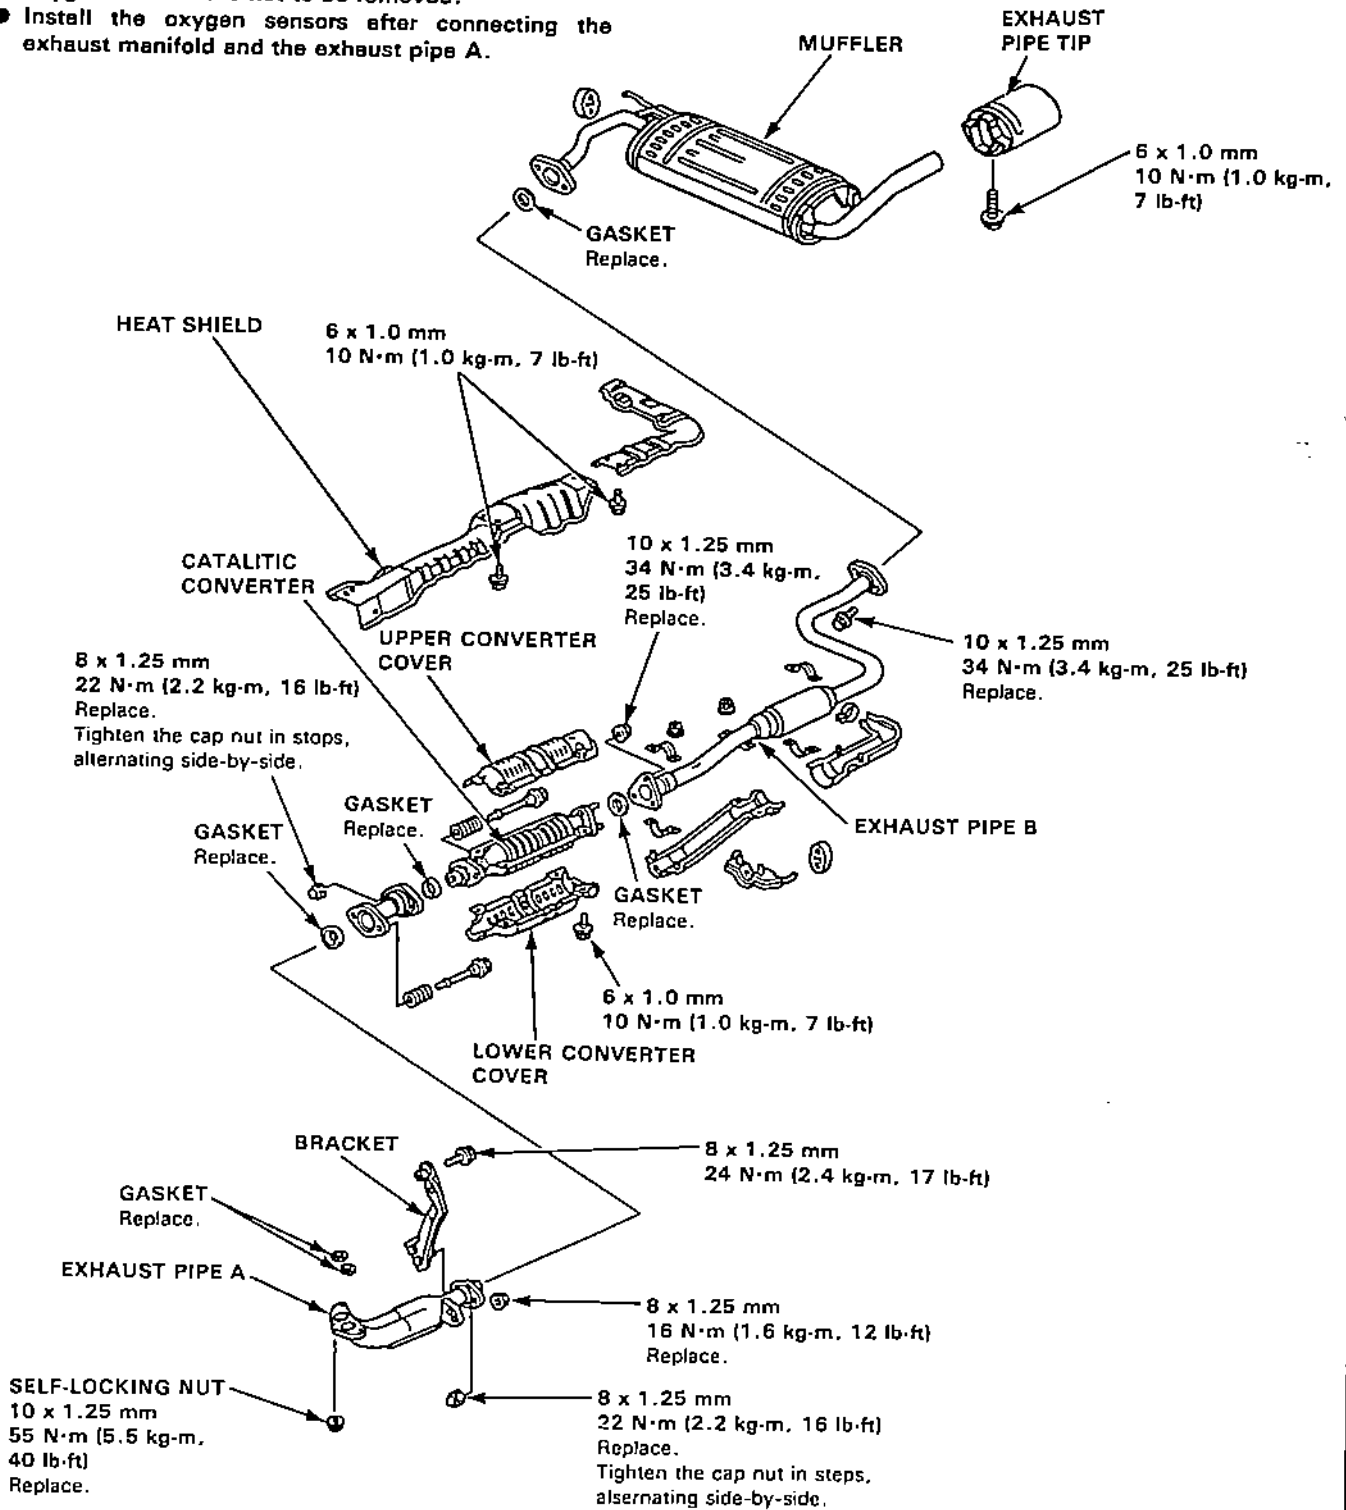 to be removed.
● Install the oxygen sensors after connecting the
exhaust manifold and the exhaust pipe A.
EXHAUST
PIPE TIP
MUFFLER
6 x 1.0 mm
10 N·m (1.0 kg-m,
7 lb-ft)
GASKET
Replace.
HEAT SHIELD
6 x 1.0 mm
10 N·m (1.0 kg-m, 7 lb-ft)
CATALITIC
CONVERTER
10 x 1.25 mm
34 N·m (3.4 kg-m,
25 lb-ft)
Replace.
UPPER CONVERTER
COVER
10 x 1.25 mm
34 N·m (3.4 kg-m, 25 lb-ft)
Replace.
8 x 1.25 mm
22 N·m (2.2 kg-m, 16 lb-ft)
Replace.
Tighten the cap nut in stops,
alternating side-by-side.
GASKET
Replace.
GASKET
Replace.
EXHAUST PIPE B
GASKET
Replace.
6 x 1.0 mm
10 N·m (1.0 kg-m, 7 lb-ft)
LOWER CONVERTER
COVER
BRACKET
8 x 1.25 mm
24 N·m (2.4 kg-m, 17 lb-ft)
GASKET
Replace.
EXHAUST PIPE A
8 x 1.25 mm
16 N·m (1.6 kg-m, 12 lb-ft)
Replace.
SELF-LOCKING NUT
10 x 1.25 mm
55 N·m (5.5 kg-m,
40 lb-ft)
Replace.
8 x 1.25 mm
22 N·m (2.2 kg-m, 16 lb-ft)
Replace.
Tighten the cap nut in steps,
alsernating side-by-side.